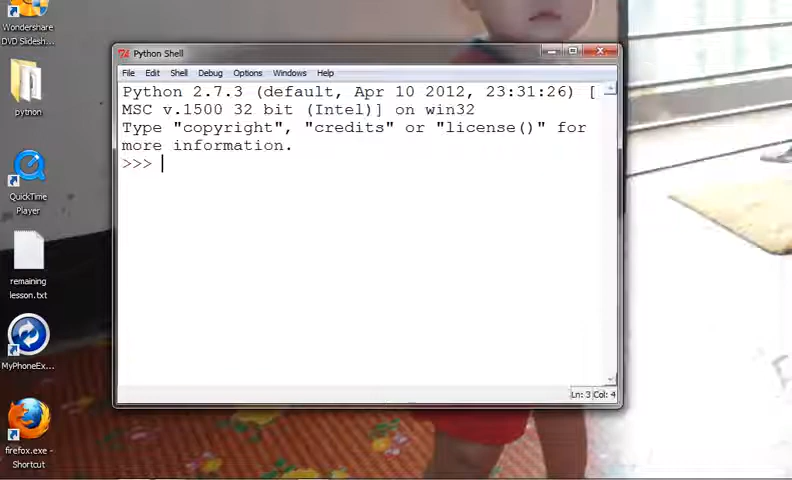 Wondershare
DVD Slidesh...
python
QuickTime
Player
remaining
lesson.txt
MyPhoneEx...
firefox.exe -
Shortcut
Python Shell
File Edit Shell Debug Options Windows Help
Python 2.7.3 (default, Apr 10 2012, 23:31:26) [
MSC v.1500 32 bit (Intel)] on win32
Type "copyright", "credits" or "license()" for
more information.
>>>
Ln: 3 Col: 4